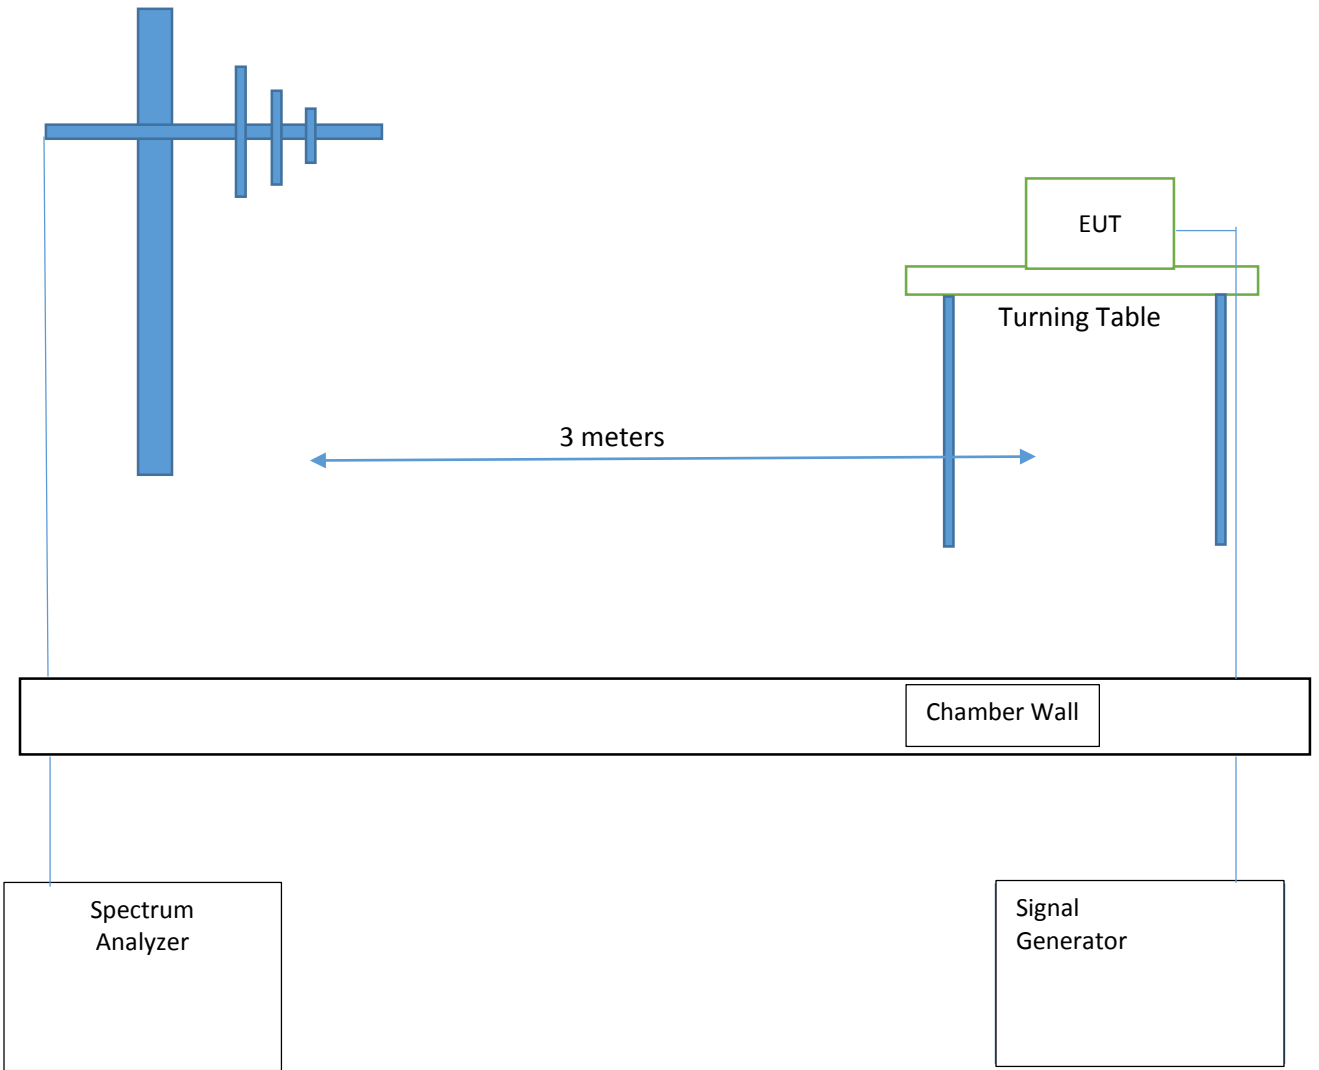 EUT
Turning Table
3 meters
Chamber Wall
Spectrum
Analyzer
Signal
Generator